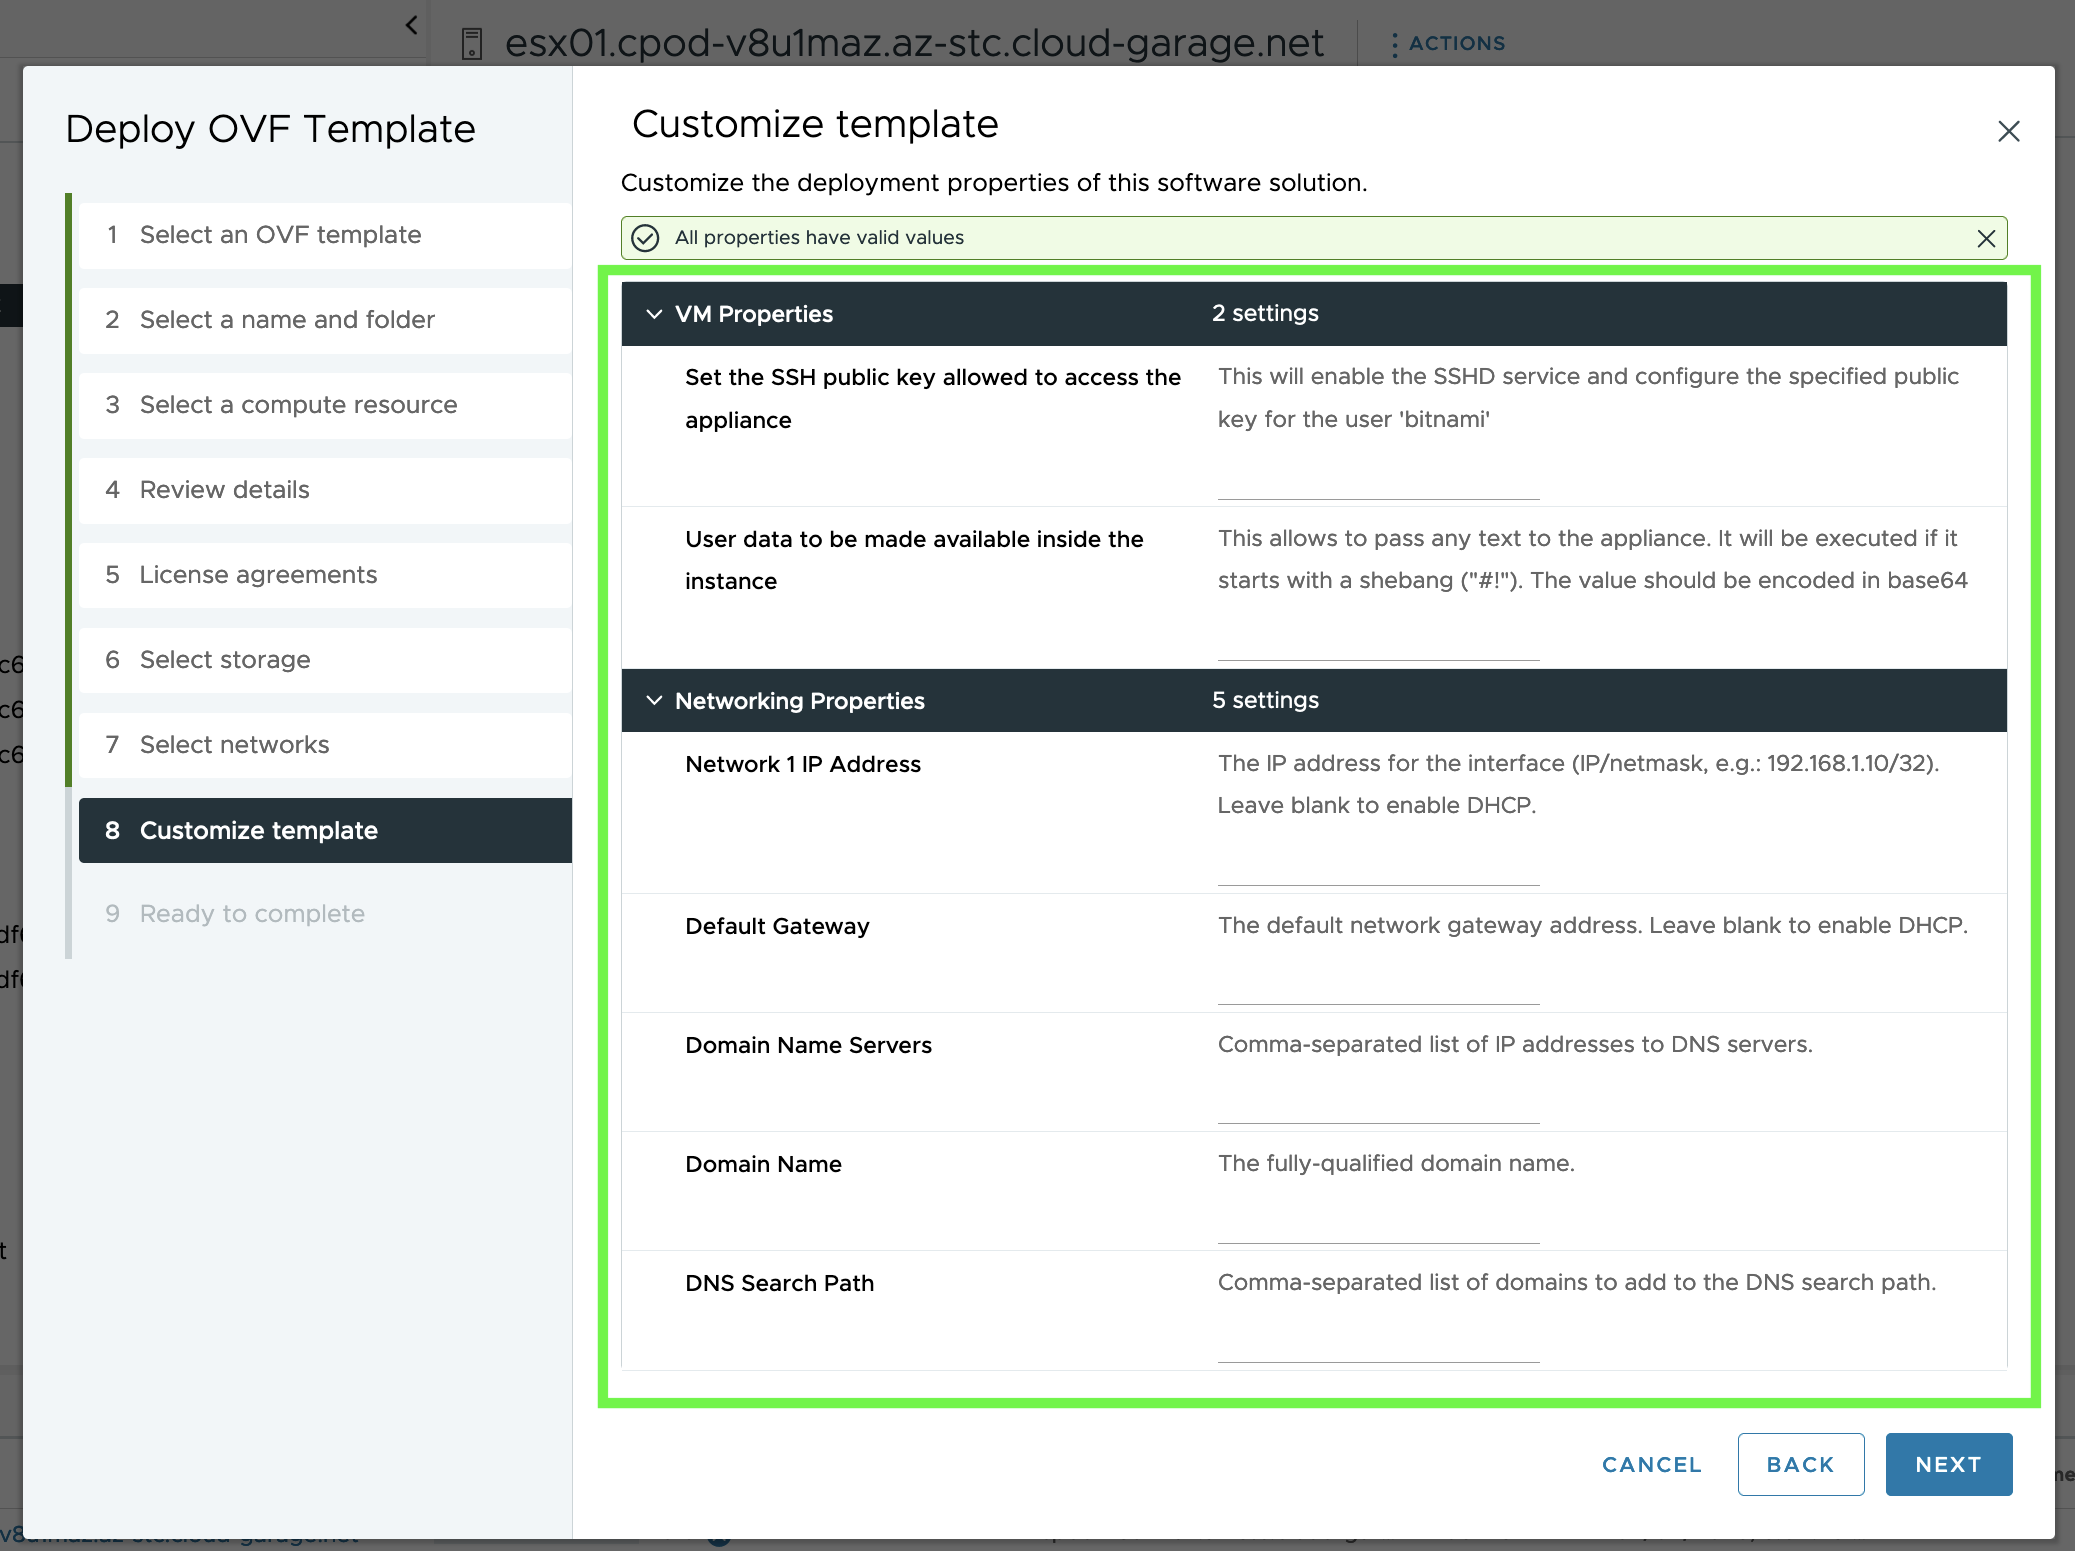 esx01.cpod-v8u1maz.az-stc.cloud-garage.net
ACTIONS
Deploy OVF Template
1 Select an OVF template
2 Select a name and folder
3 Select a compute resource
4 Review details
5 License agreements
6 Select storage
7 Select networks
8 Customize template
9 Ready to complete
Customize template
Customize the deployment properties of this software solution.
All properties have valid values
VM Properties 2 settings
Set the SSH public key allowed to access the
appliance
This will enable the SSHD service and configure the specified public
key for the user 'bitnami'
User data to be made available inside the
instance
This allows to pass any text to the appliance. It will be executed if it
starts with a shebang ("#!"). The value should be encoded in base64
Networking Properties 5 settings
Network 1 IP Address
The IP address for the interface (IP/netmask, e.g.: 192.168.1.10/32).
Leave blank to enable DHCP.
Default Gateway
The default network gateway address. Leave blank to enable DHCP.
Domain Name Servers
Comma-separated list of IP addresses to DNS servers.
Domain Name
The fully-qualified domain name.
DNS Search Path
Comma-separated list of domains to add to the DNS search path.
CANCEL BACK NEXT